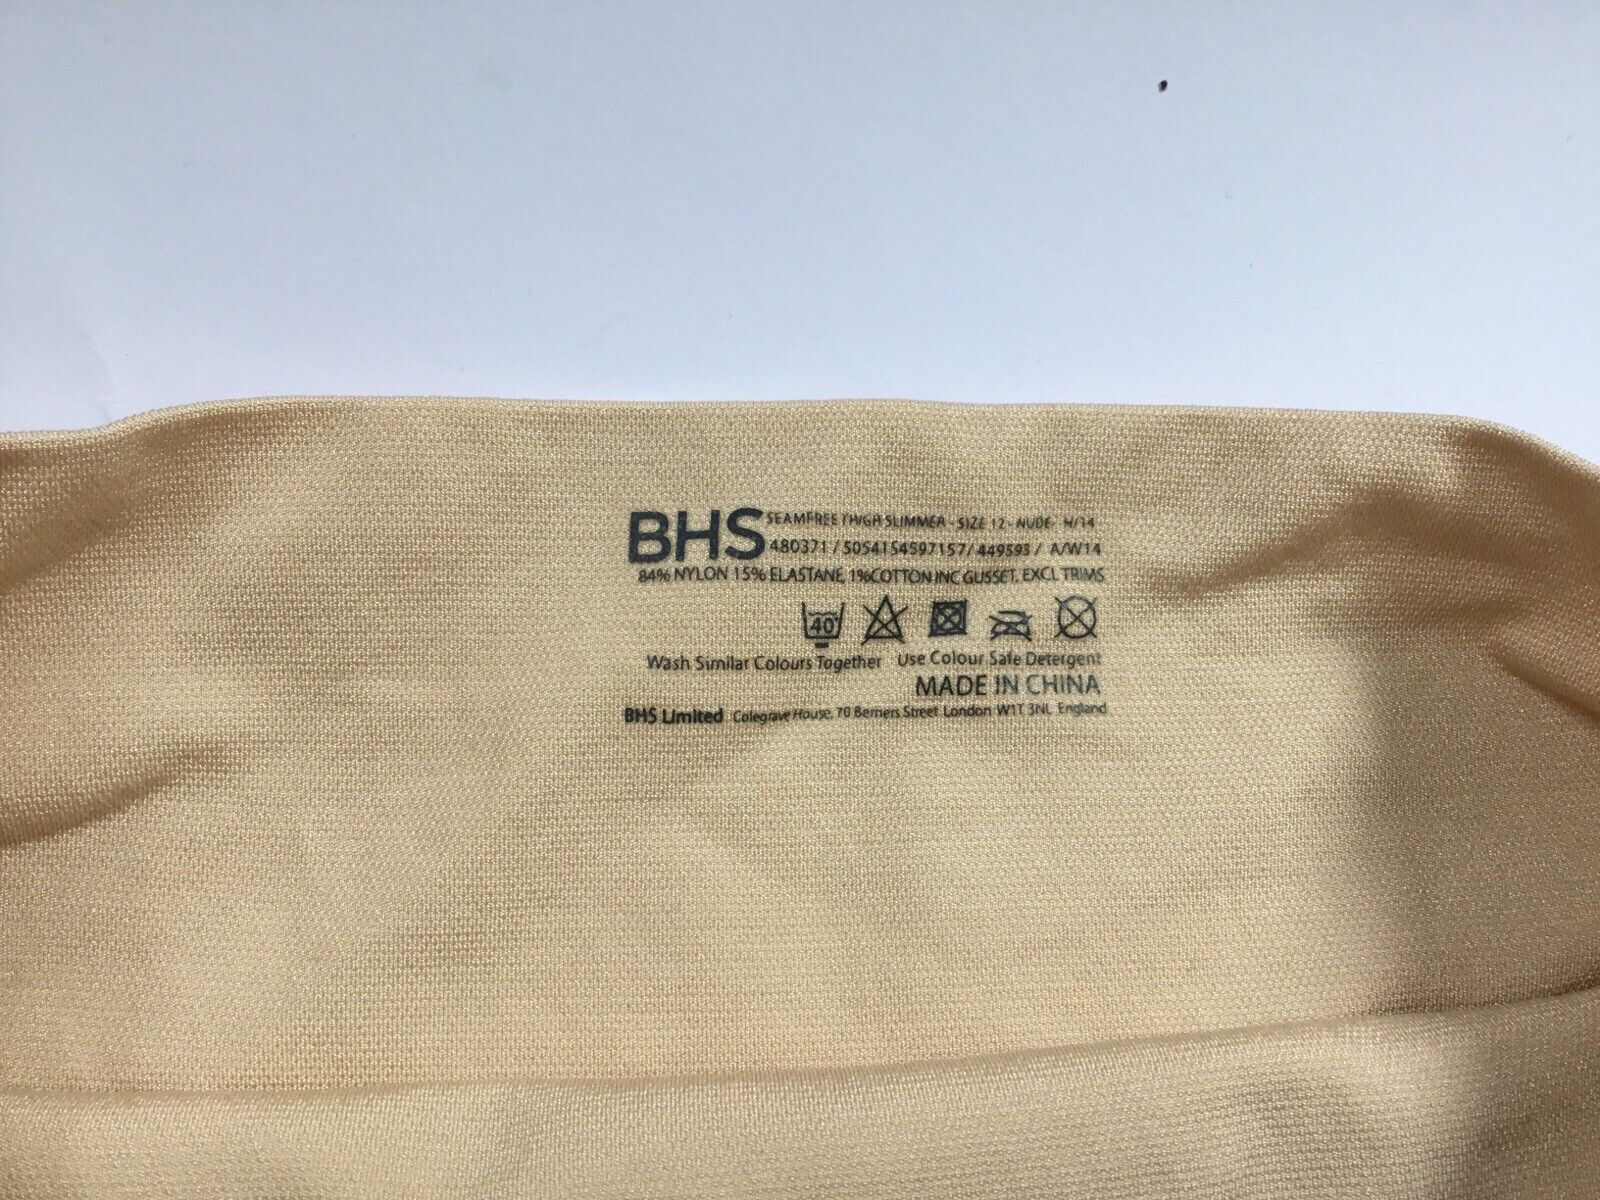 BHS SEAMFREE THIGH SLIMMER - SIZE 12 - NUDE - H/14
480371 / 5054154597157 / 449593 / A/W14
84% NYLON 15% ELASTANE, 1%COTTON INC GUSSET, EXCL TRIMS
40°
Wash Similar Colours Together Use Colour Safe Detergent
MADE IN CHINA
BHS Limited Colegrave House, 70 Berners Street London W1T 3NL England